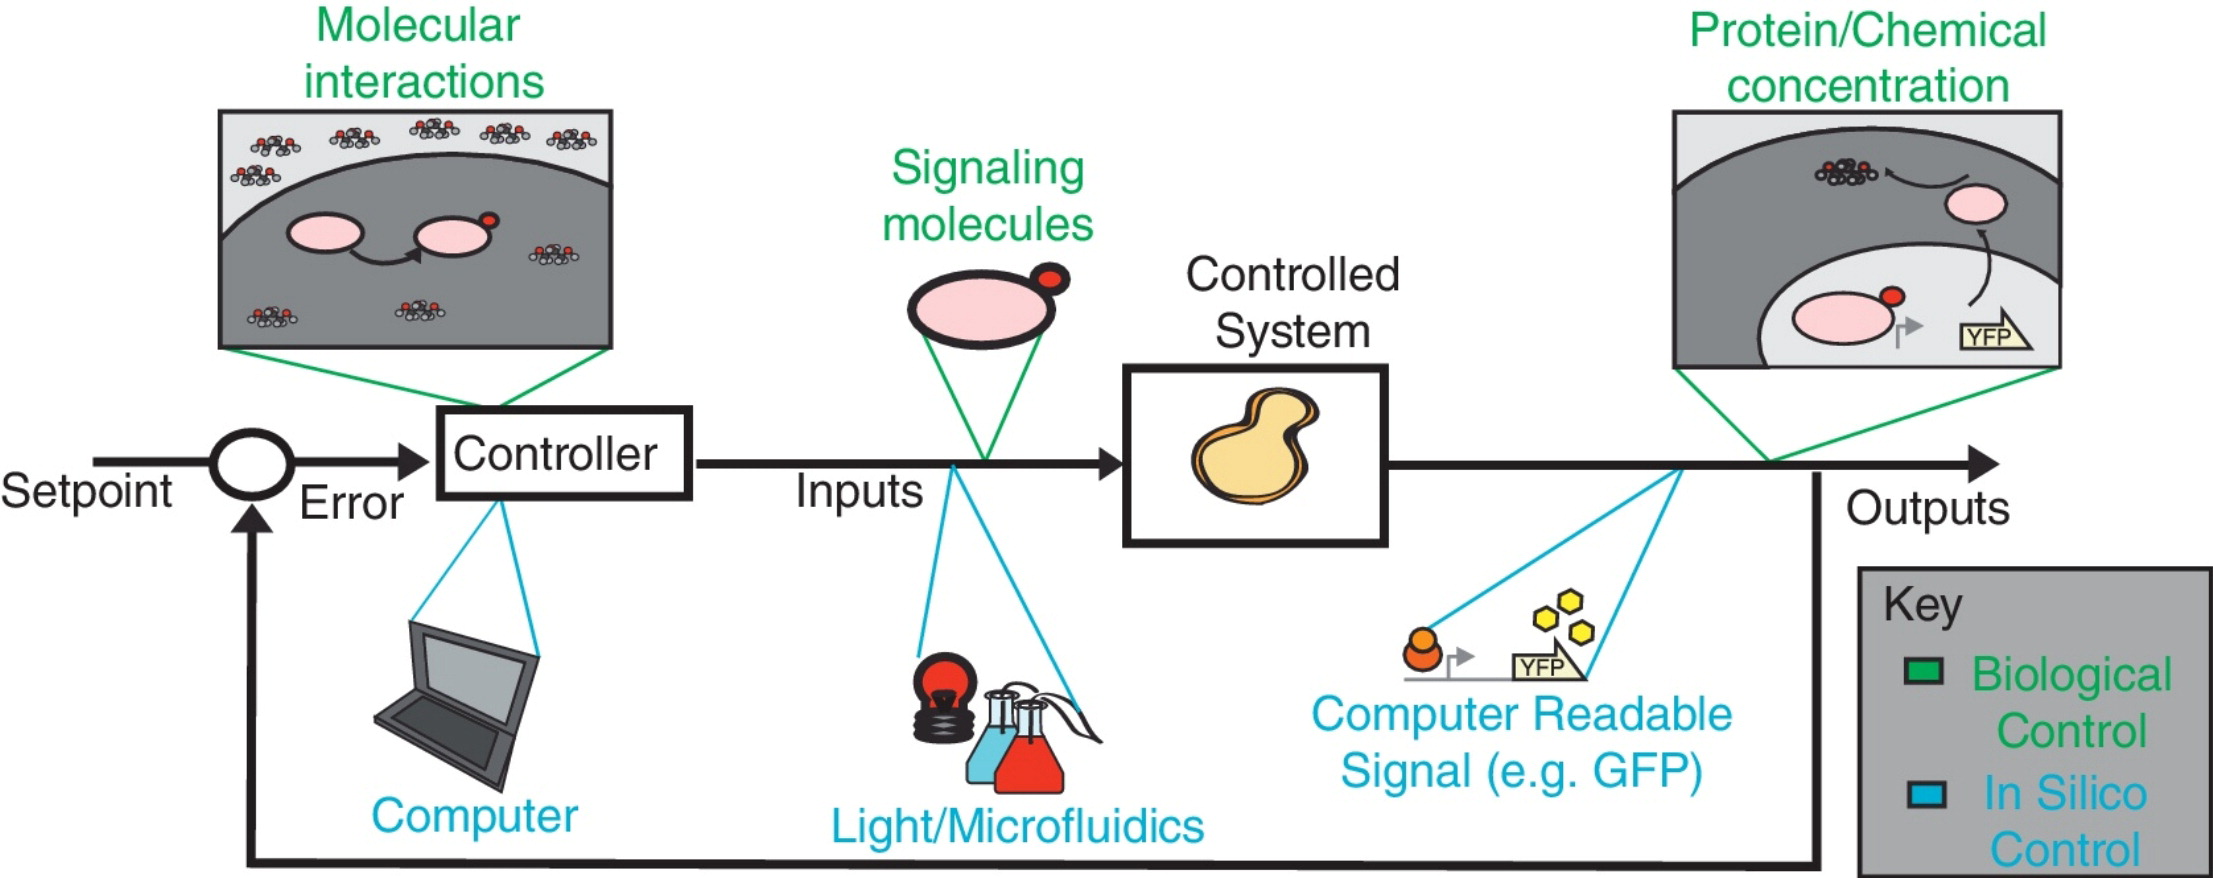 Molecular
interactions
Protein/Chemical
concentration
Signaling
molecules
Controlled
System
YFP
Controller
Setpoint
Error
Inputs
Outputs
YFP
Computer Readable
Signal (e.g. GFP)
Computer
Light/Microfluidics
Key
Biological
Control
In Silico
Control